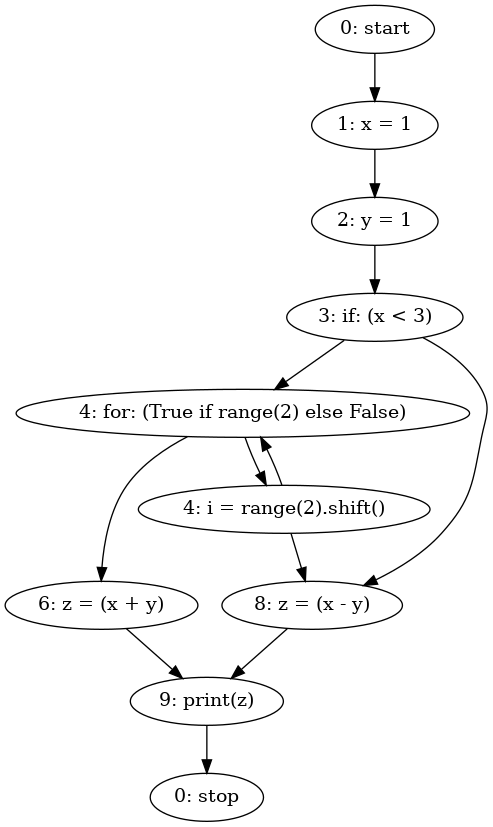 0: start
1: x = 1
2: y = 1
3: if: (x < 3)
4: for: (True if range(2) else False)
4: i = range(2).shift()
6: z = (x + y)
8: z = (x - y)
9: print(z)
0: stop